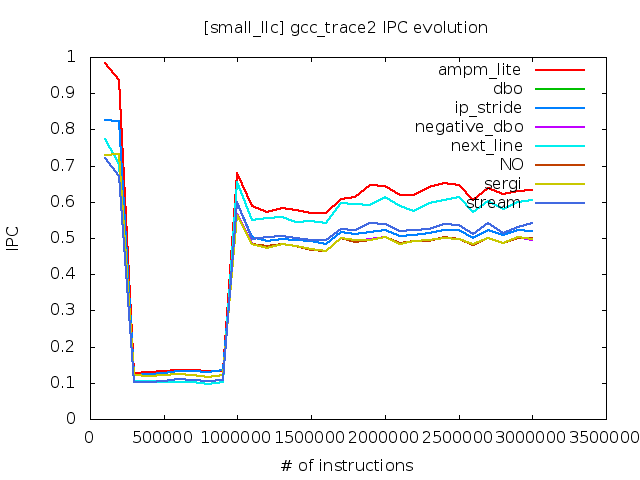 [small_llc] gcc_trace2 IPC evolution
IPC
1
0.9
0.8
0.7
0.6
0.5
0.4
0.3
0.2
0.1
0
ampm_lite
dbo
ip_stride
negative_dbo
next_line
NO
sergi
stream
0 500000 1000000 1500000 2000000 2500000 3000000 3500000
# of instructions